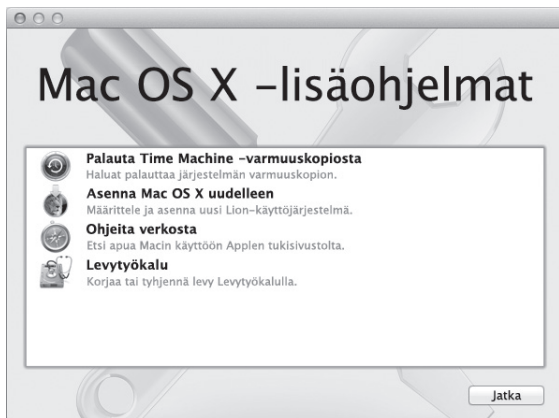 Mac OS X –lisäohjelmat
Palauta Time Machine –varmuuskopiosta
Haluat palauttaa järjestelmän varmuuskopion.
Asenna Mac OS X uudelleen
Määrittele ja asenna uusi Lion-käyttöjärjestelmä.
Ohjeita verkosta
Etsi apua Macin käyttöön Applen tukisivustolta.
Levytyökalu
Korjaa tai tyhjennä levy Levytyökalulla.
Jatka